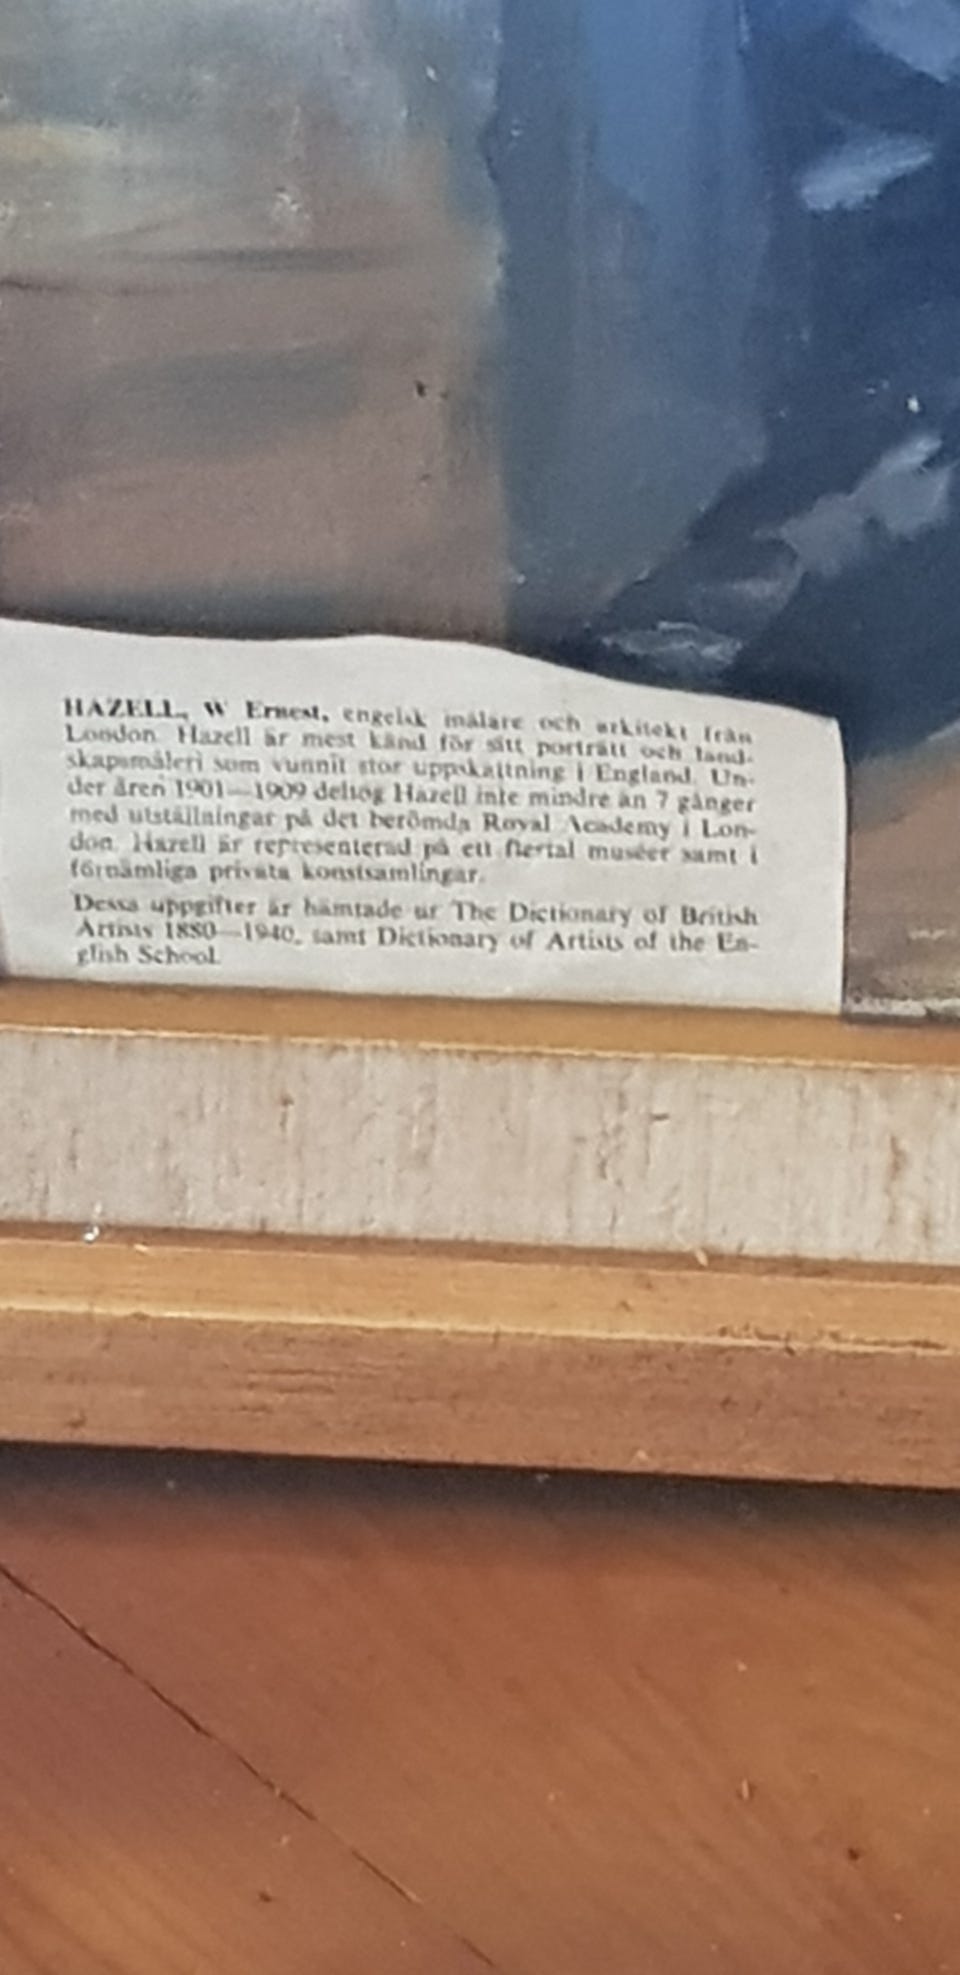 HAZELL, W Ernest, engelsk målare och arkitekt från
London. Hazell är mest känd för sitt porträtt och land-
skapsmåleri som vunnit stor uppskattning i England. Un-
der åren 1901—1909 deltog Hazell inte mindre än 7 gånger
med utställningar på det berömda Royal Academy i Lon-
don. Hazell är representerad på ett flertal muséer samt i
förnämliga privata konstsamlingar.
Dessa uppgifter är hämtade ur The Dictionary of British
Artists 1880—1940, samt Dictionary of Artists of the En-
glish School.